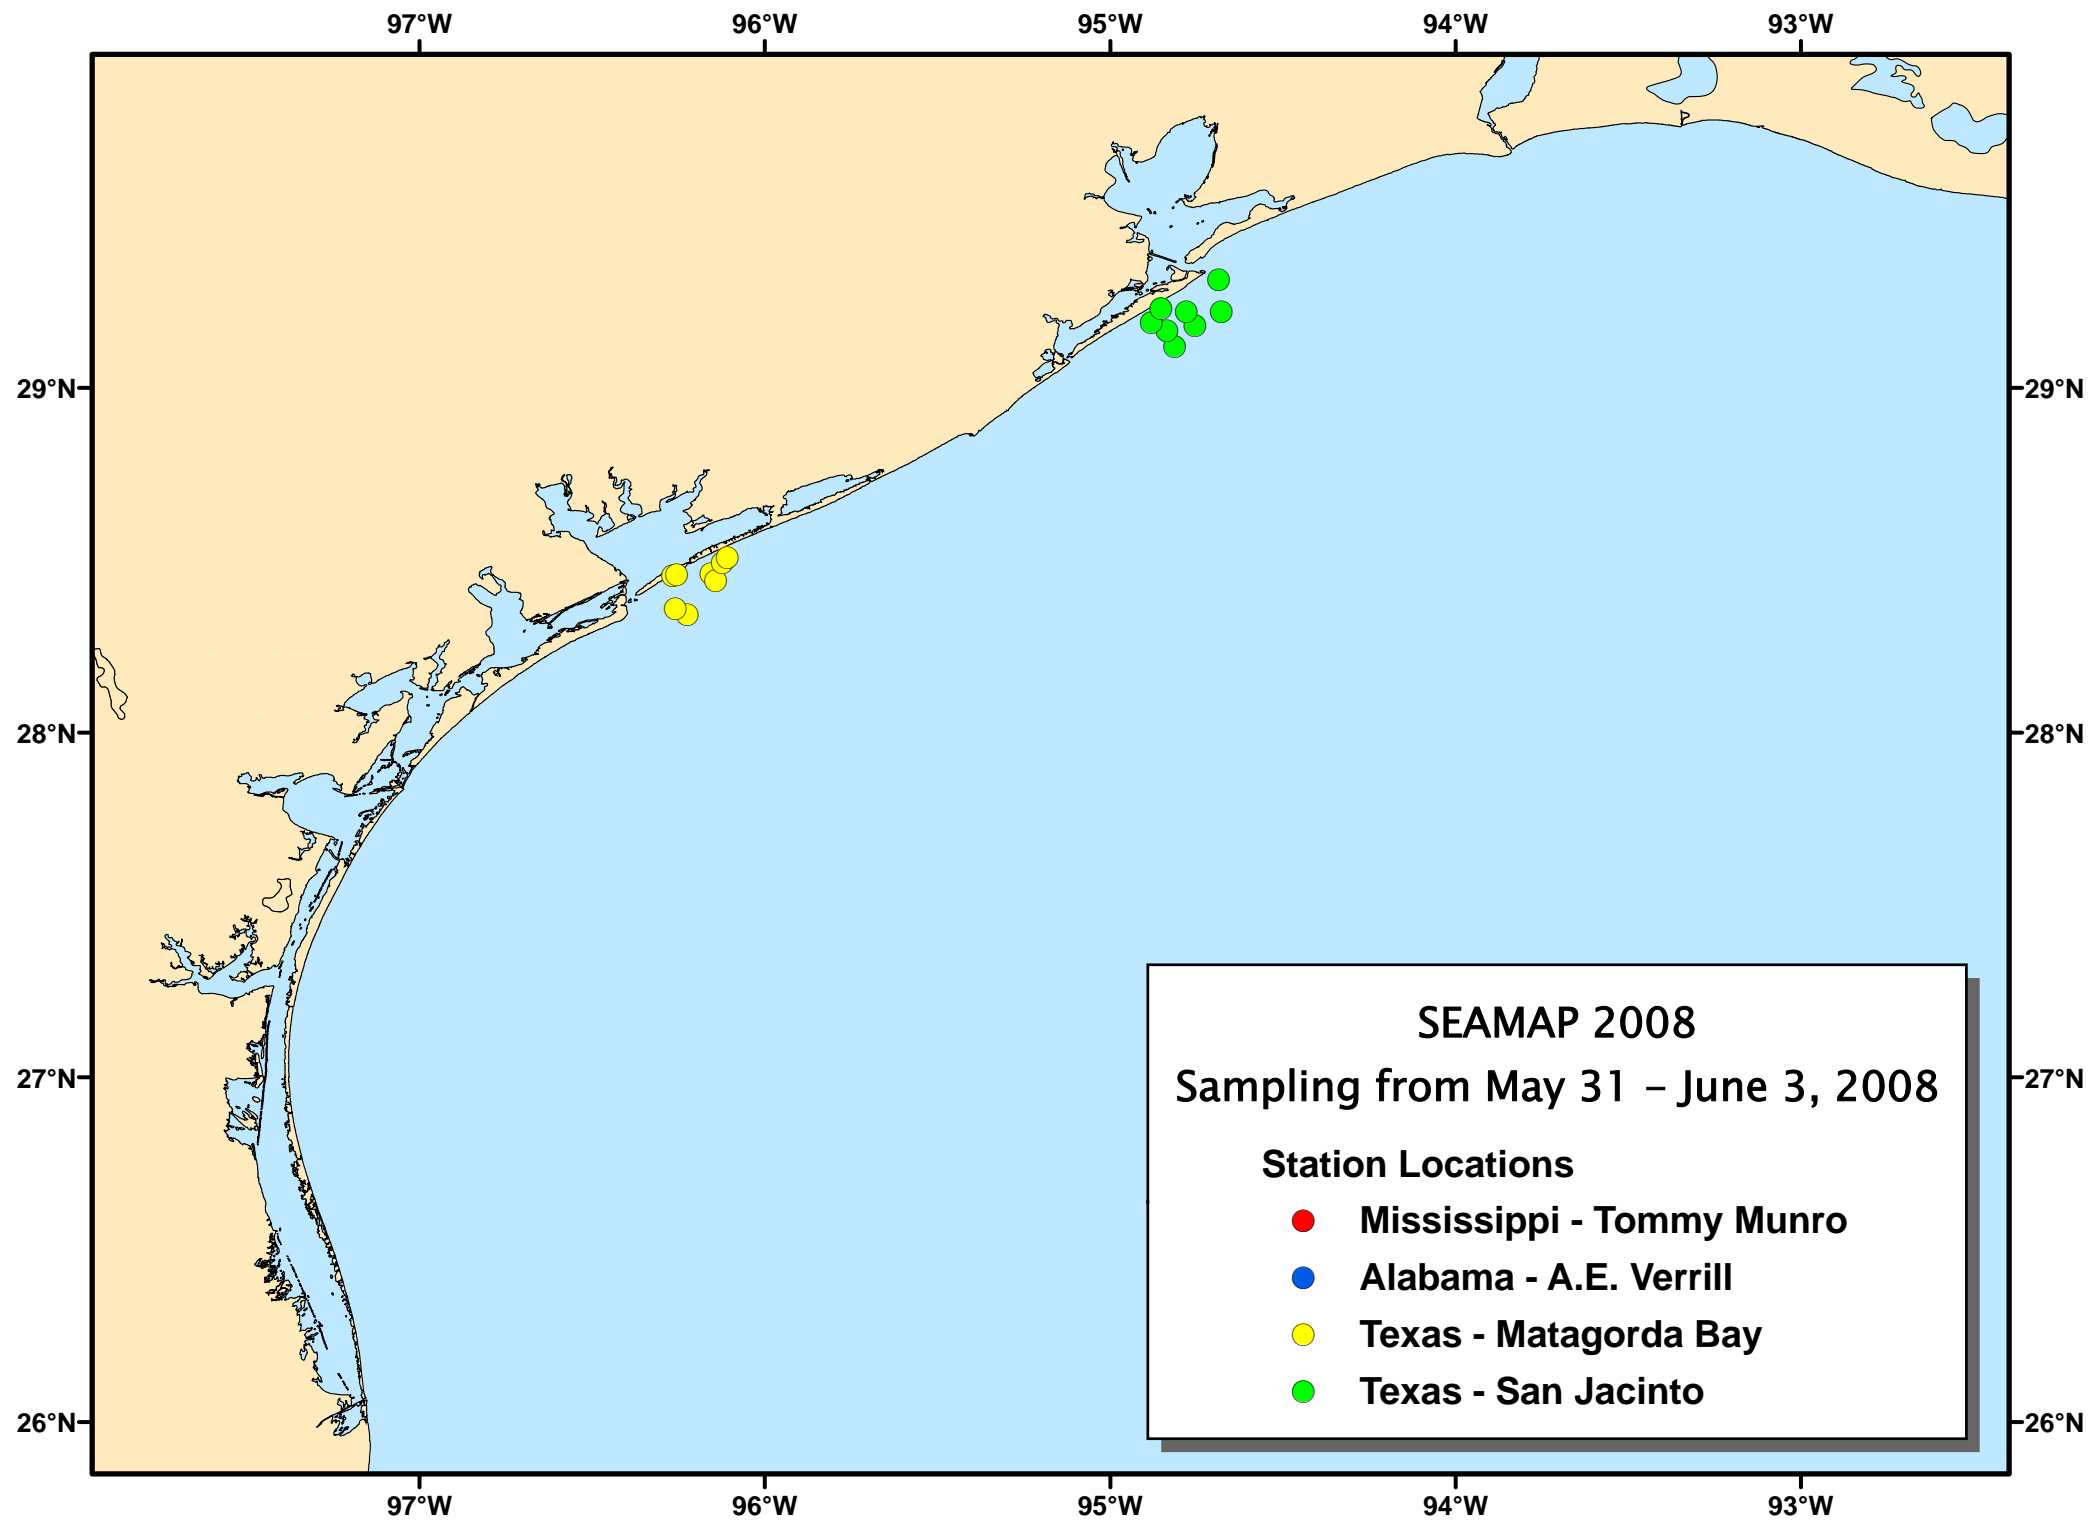 97°W 96°W 95°W 94°W 93°W
29°N 29°N
28°N 28°N
27°N 27°N
26°N 26°N
SEAMAP 2008
Sampling from May 31 - June 3, 2008
Station Locations
Mississippi - Tommy Munro
Alabama - A.E. Verrill
Texas - Matagorda Bay
Texas - San Jacinto
97°W 96°W 95°W 94°W 93°W